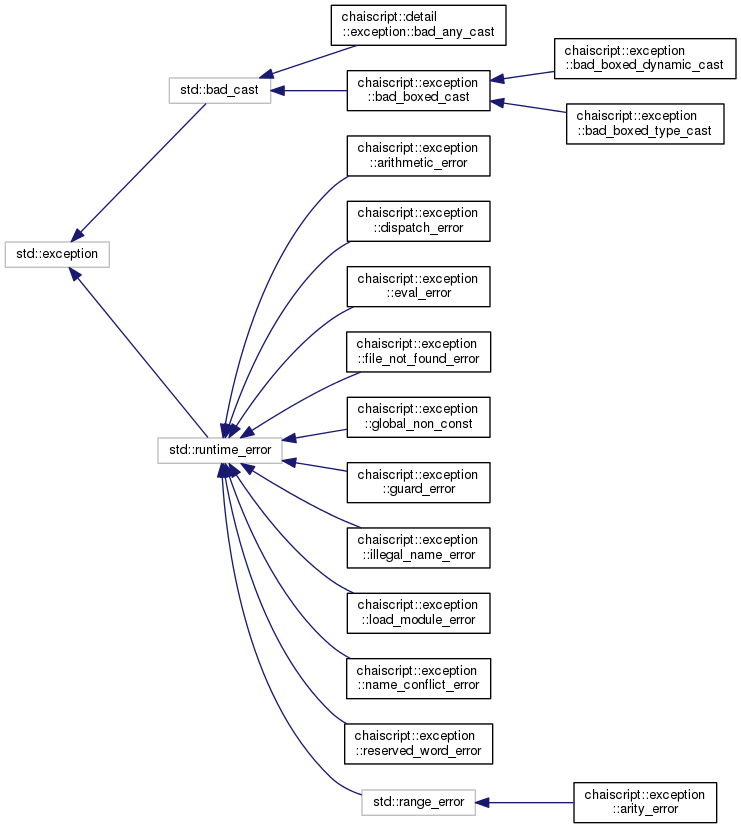 chaiscript::detail
::exception::bad_any_cast
chaiscript::exception
::bad_boxed_dynamic_cast
std::bad_cast
chaiscript::exception
::bad_boxed_cast
chaiscript::exception
::bad_boxed_type_cast
chaiscript::exception
::arithmetic_error
chaiscript::exception
::dispatch_error
std::exception
chaiscript::exception
::eval_error
chaiscript::exception
::file_not_found_error
chaiscript::exception
::global_non_const
std::runtime_error
chaiscript::exception
::guard_error
chaiscript::exception
::illegal_name_error
chaiscript::exception
::load_module_error
chaiscript::exception
::name_conflict_error
chaiscript::exception
::reserved_word_error
std::range_error
chaiscript::exception
::arity_error